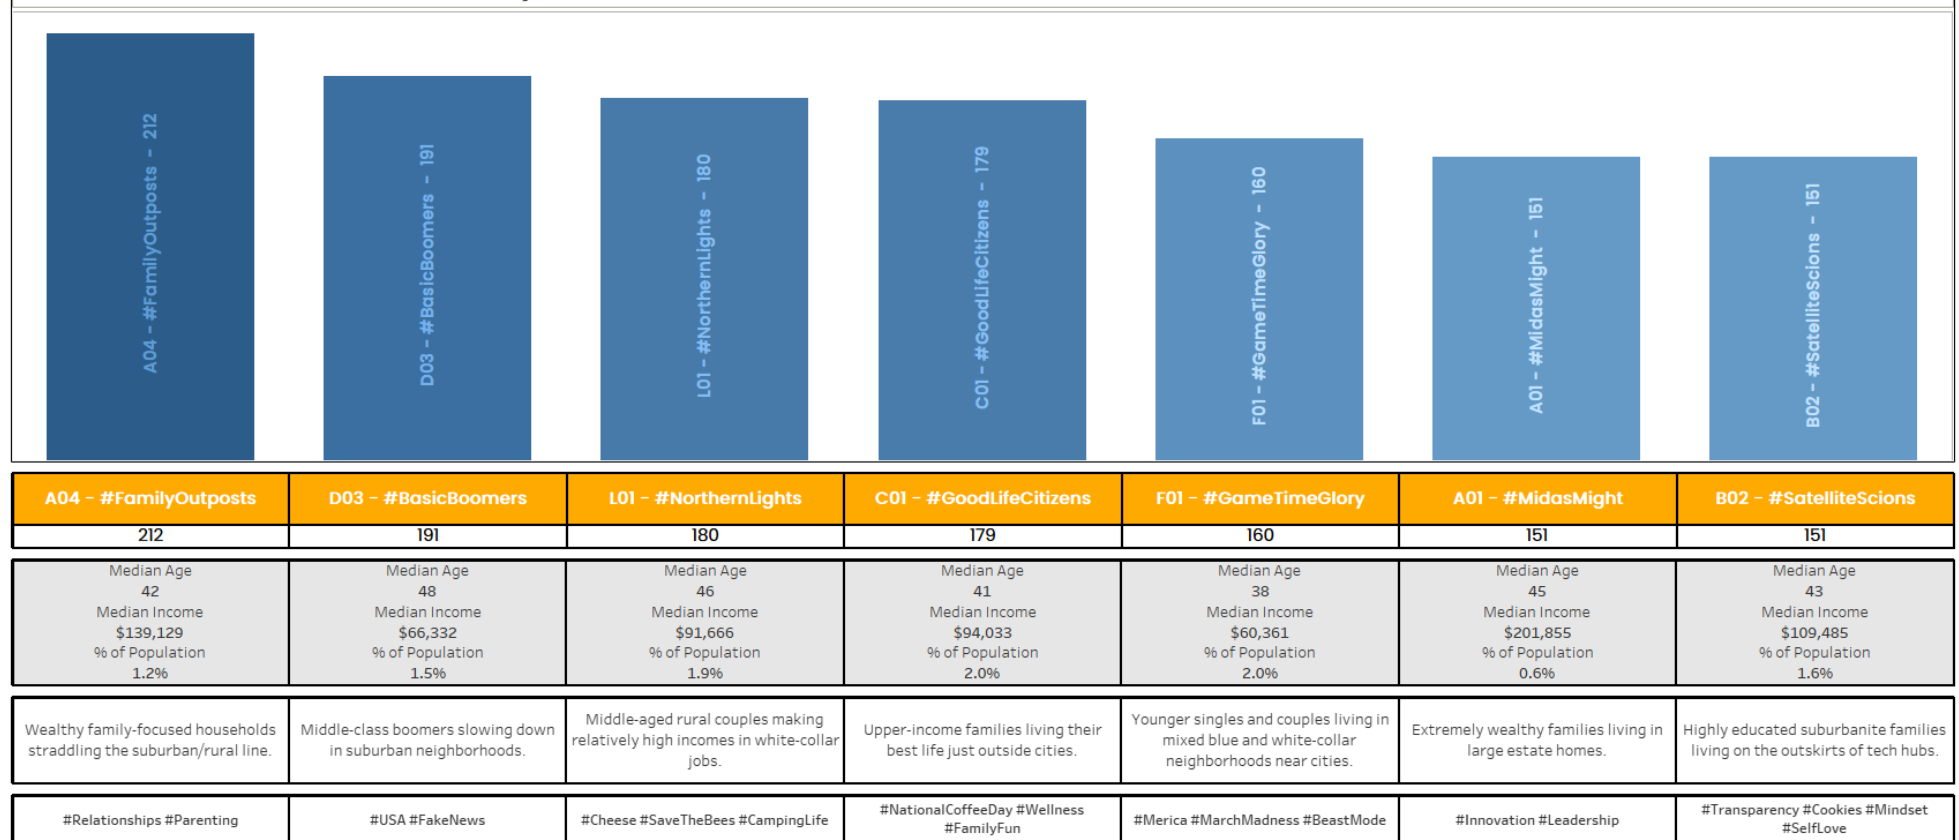 A04 - #FamilyOutposts - 212
D03 - #BasicBoomers - 191
L01 - #NorthernLights - 180
C01 - #GoodLifeCitizens - 179
F01 - #GameTimeGlory - 160
A01 - #MidasMight - 151
B02 - #SatelliteScions - 151
A04 - #FamilyOutposts
D03 - #BasicBoomers
L01 - #NorthernLights
C01 - #GoodLifeCitizens
F01 - #GameTimeGlory
A01 - #MidasMight
B02 - #SatelliteScions
212
191
180
179
160
151
151
Median Age
42
Median Income
$139,129
% of Population
1.2%
Median Age
48
Median Income
$66,332
% of Population
1.5%
Median Age
46
Median Income
$91,666
% of Population
1.9%
Median Age
41
Median Income
$94,033
% of Population
2.0%
Median Age
38
Median Income
$60,361
% of Population
2.0%
Median Age
45
Median Income
$201,855
% of Population
0.6%
Median Age
43
Median Income
$109,485
% of Population
1.6%
Wealthy family-focused households
straddling the suburban/rural line.
Middle-class boomers slowing down
in suburban neighborhoods.
Middle-aged rural couples making
relatively high incomes in white-collar
jobs.
Upper-income families living their
best life just outside cities.
Younger singles and couples living in
mixed blue and white-collar
neighborhoods near cities.
Extremely wealthy families living in
large estate homes.
Highly educated suburbanite families
living on the outskirts of tech hubs.
#Relationships #Parenting
#USA #FakeNews
#Cheese #SaveTheBees #CampingLife
#NationalCoffeeDay #Wellness
#FamilyFun
#Merica #MarchMadness #BeastMode
#Innovation #Leadership
#Transparency #Cookies #Mindset
#SelfLove